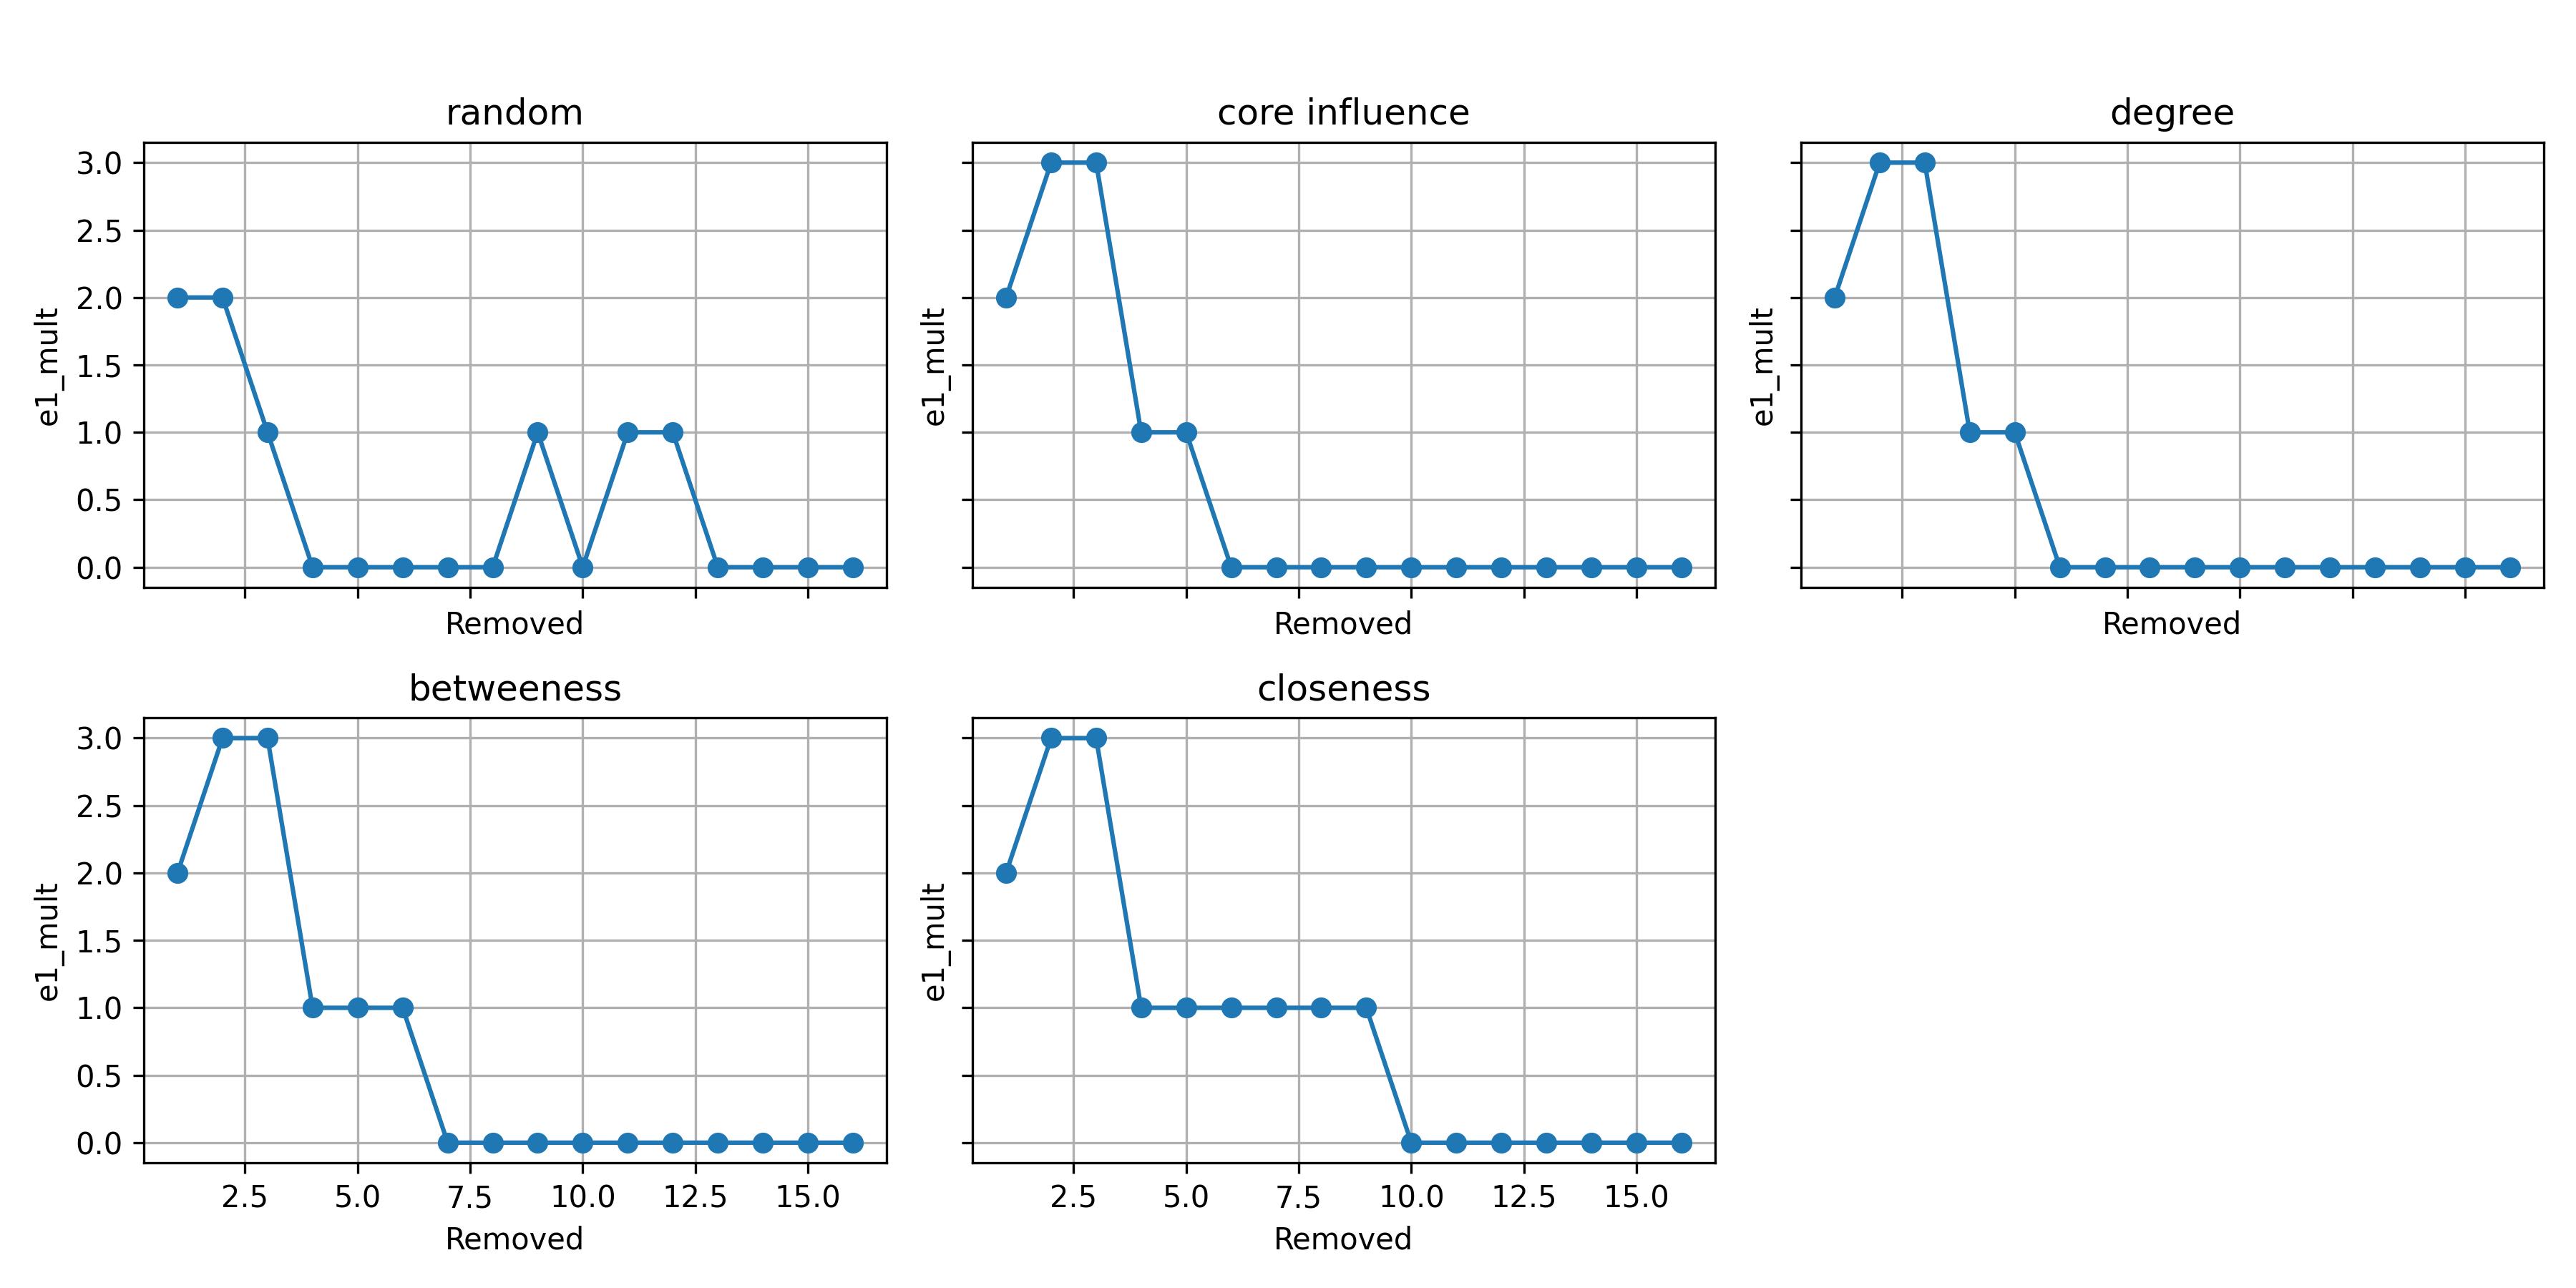 random
core influence
degree
3.0
2.5
2.0
1.5
1.0
0.5
0.0
e1_mult
e1_mult
e1_mult
Removed
Removed
Removed
betweeness
closeness
3.0
2.5
2.0
1.5
1.0
0.5
0.0
e1_mult
e1_mult
2.5 5.0 7.5 10.0 12.5 15.0
2.5 5.0 7.5 10.0 12.5 15.0
Removed
Removed